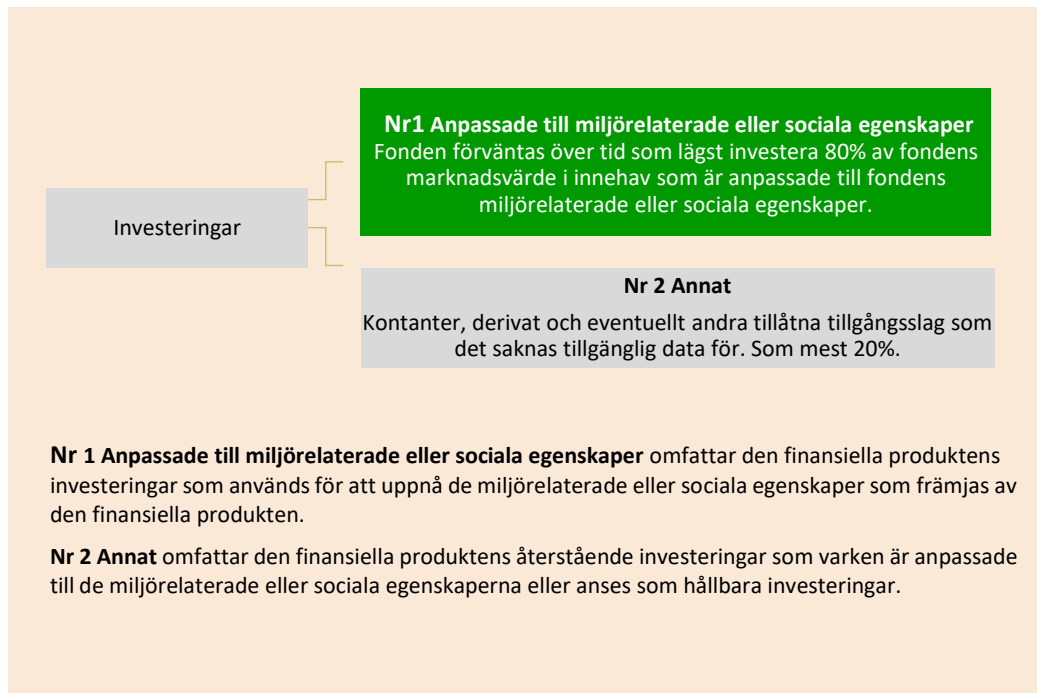 Nr1 Anpassade till miljörelaterade eller sociala egenskaper
Fonden förväntas över tid som lägst investera 80% av fondens
marknadsvärde i innehav som är anpassade till fondens
miljörelaterade eller sociala egenskaper.
Investeringar
Nr 2 Annat
Kontanter, derivat och eventuellt andra tillåtna tillgångsslag som
det saknas tillgänglig data för. Som mest 20%.
Nr 1 Anpassade till miljörelaterade eller sociala egenskaper omfattar den finansiella produktens
investeringar som används för att uppnå de miljörelaterade eller sociala egenskaper som främjas av
den finansiella produkten.
Nr 2 Annat omfattar den finansiella produktens återstående investeringar som varken är anpassade
till de miljörelaterade eller sociala egenskaperna eller anses som hållbara investeringar.